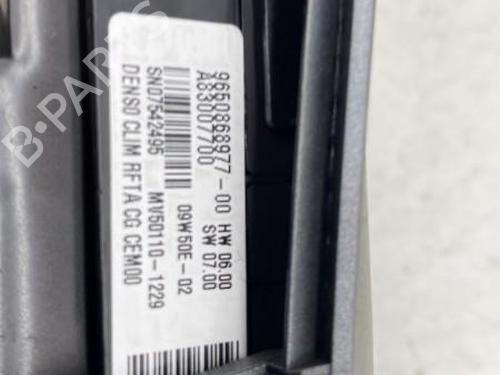 9650868977-00 HW 06.00
A83007700 SW 07.00
09W50E-02
SN07542495 MV50110-1229
DENSO CLIM RFTA CG CEM00
B-PARTS